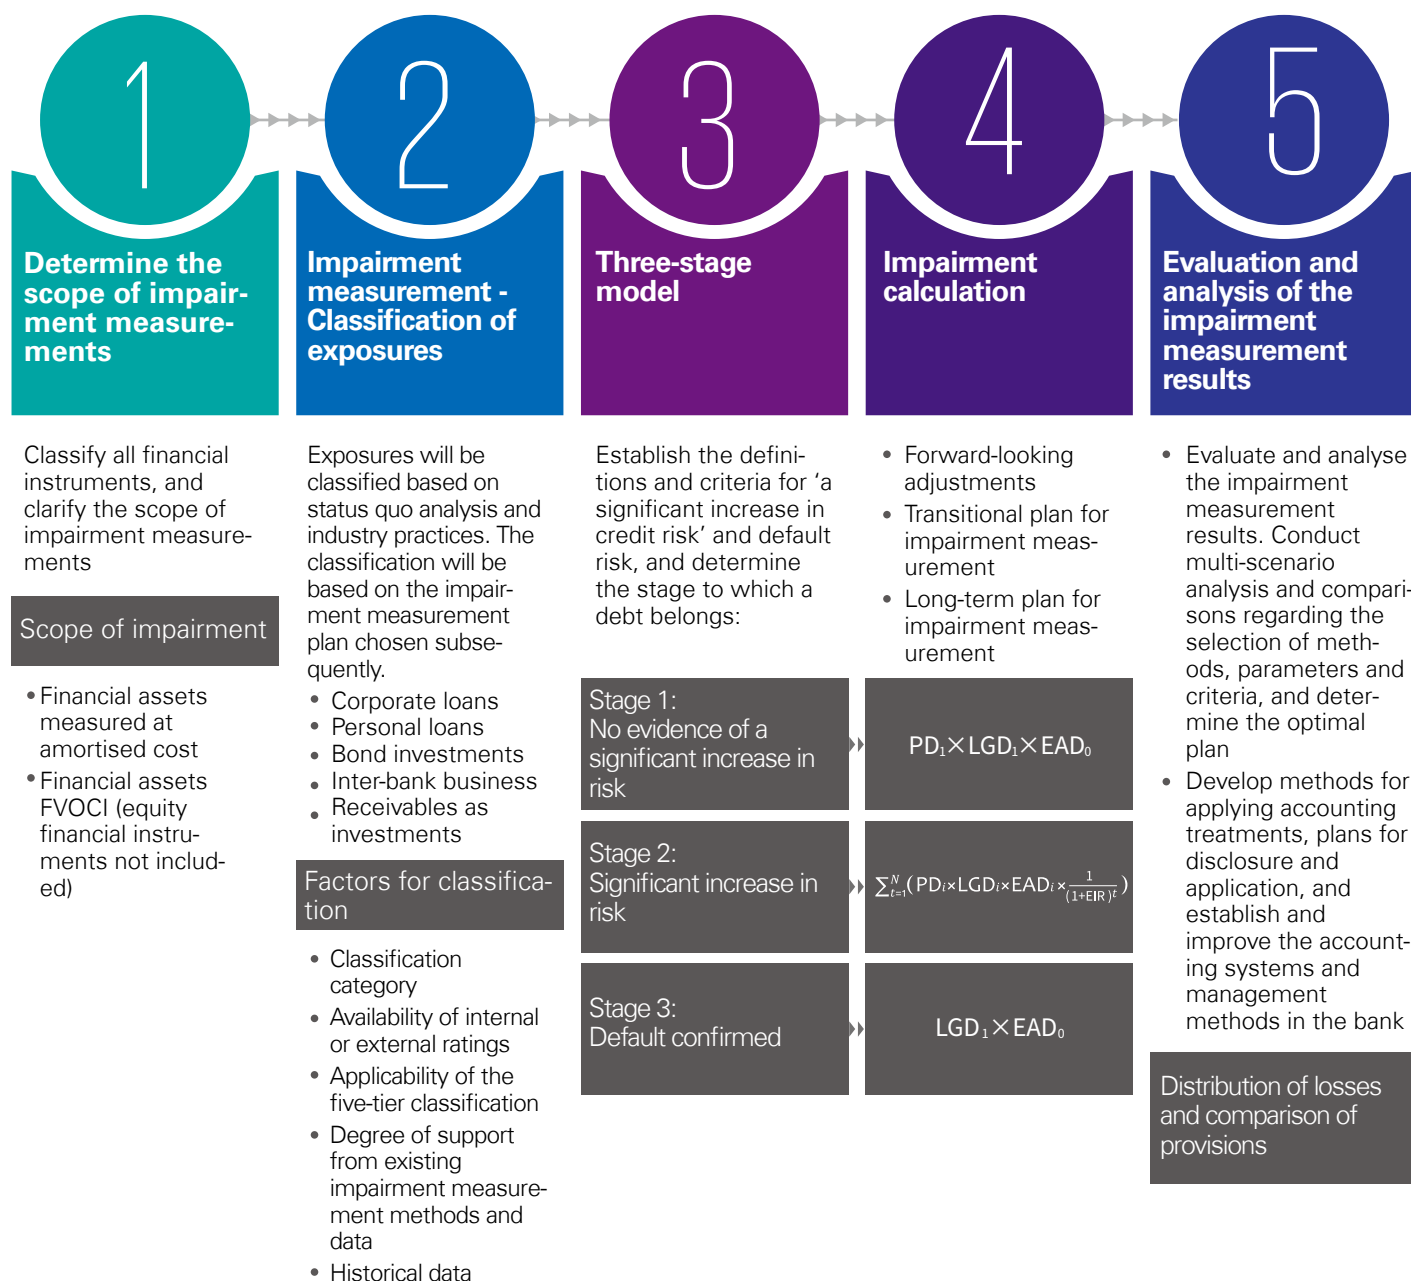 1
Determine the
scope of impair-
ment measure-
ments
Classify all financial
instruments, and
clarify the scope of
impairment measure-
ments
Scope of impairment
• Financial assets
measured at
amortised cost
• Financial assets
FVOCI (equity
financial instru-
ments not includ-
ed)
2
Impairment
measurement -
Classification of
exposures
Exposures will be
classified based on
status quo analysis and
industry practices. The
classification will be
based on the impair-
ment measurement
plan chosen subse-
quently.
• Corporate loans
• Personal loans
• Bond investments
• Inter-bank business
• Receivables as
investments
Factors for classifica-
tion
• Classification
category
• Availability of internal
or external ratings
• Applicability of the
five-tier classification
• Degree of support
from existing
impairment measure-
ment methods and
data
• Historical data
3
Three-stage
model
Establish the defini-
tions and criteria for ‘a
significant increase in
credit risk’ and default
risk, and determine
the stage to which a
debt belongs:
Stage 1:
No evidence of a
significant increase in
risk
Stage 2:
Significant increase in
risk
Stage 3:
Default confirmed
4
Impairment
calculation
• Forward-looking
adjustments
• Transitional plan for
impairment meas-
urement
• Long-term plan for
impairment meas-
urement
PD₁×LGD₁×EAD₀
∑ᴺₜ₌₁(PDᵢ×LGDᵢ×EADᵢ×1/(1+EIR)ᵗ)
LGD₁×EAD₀
5
Evaluation and
analysis of the
impairment
measurement
results
• Evaluate and analyse
the impairment
measurement
results. Conduct
multi-scenario
analysis and compari-
sons regarding the
selection of meth-
ods, parameters and
criteria, and deter-
mine the optimal
plan
• Develop methods for
applying accounting
treatments, plans for
disclosure and
application, and
establish and
improve the account-
ing systems and
management
methods in the bank
Distribution of losses
and comparison of
provisions